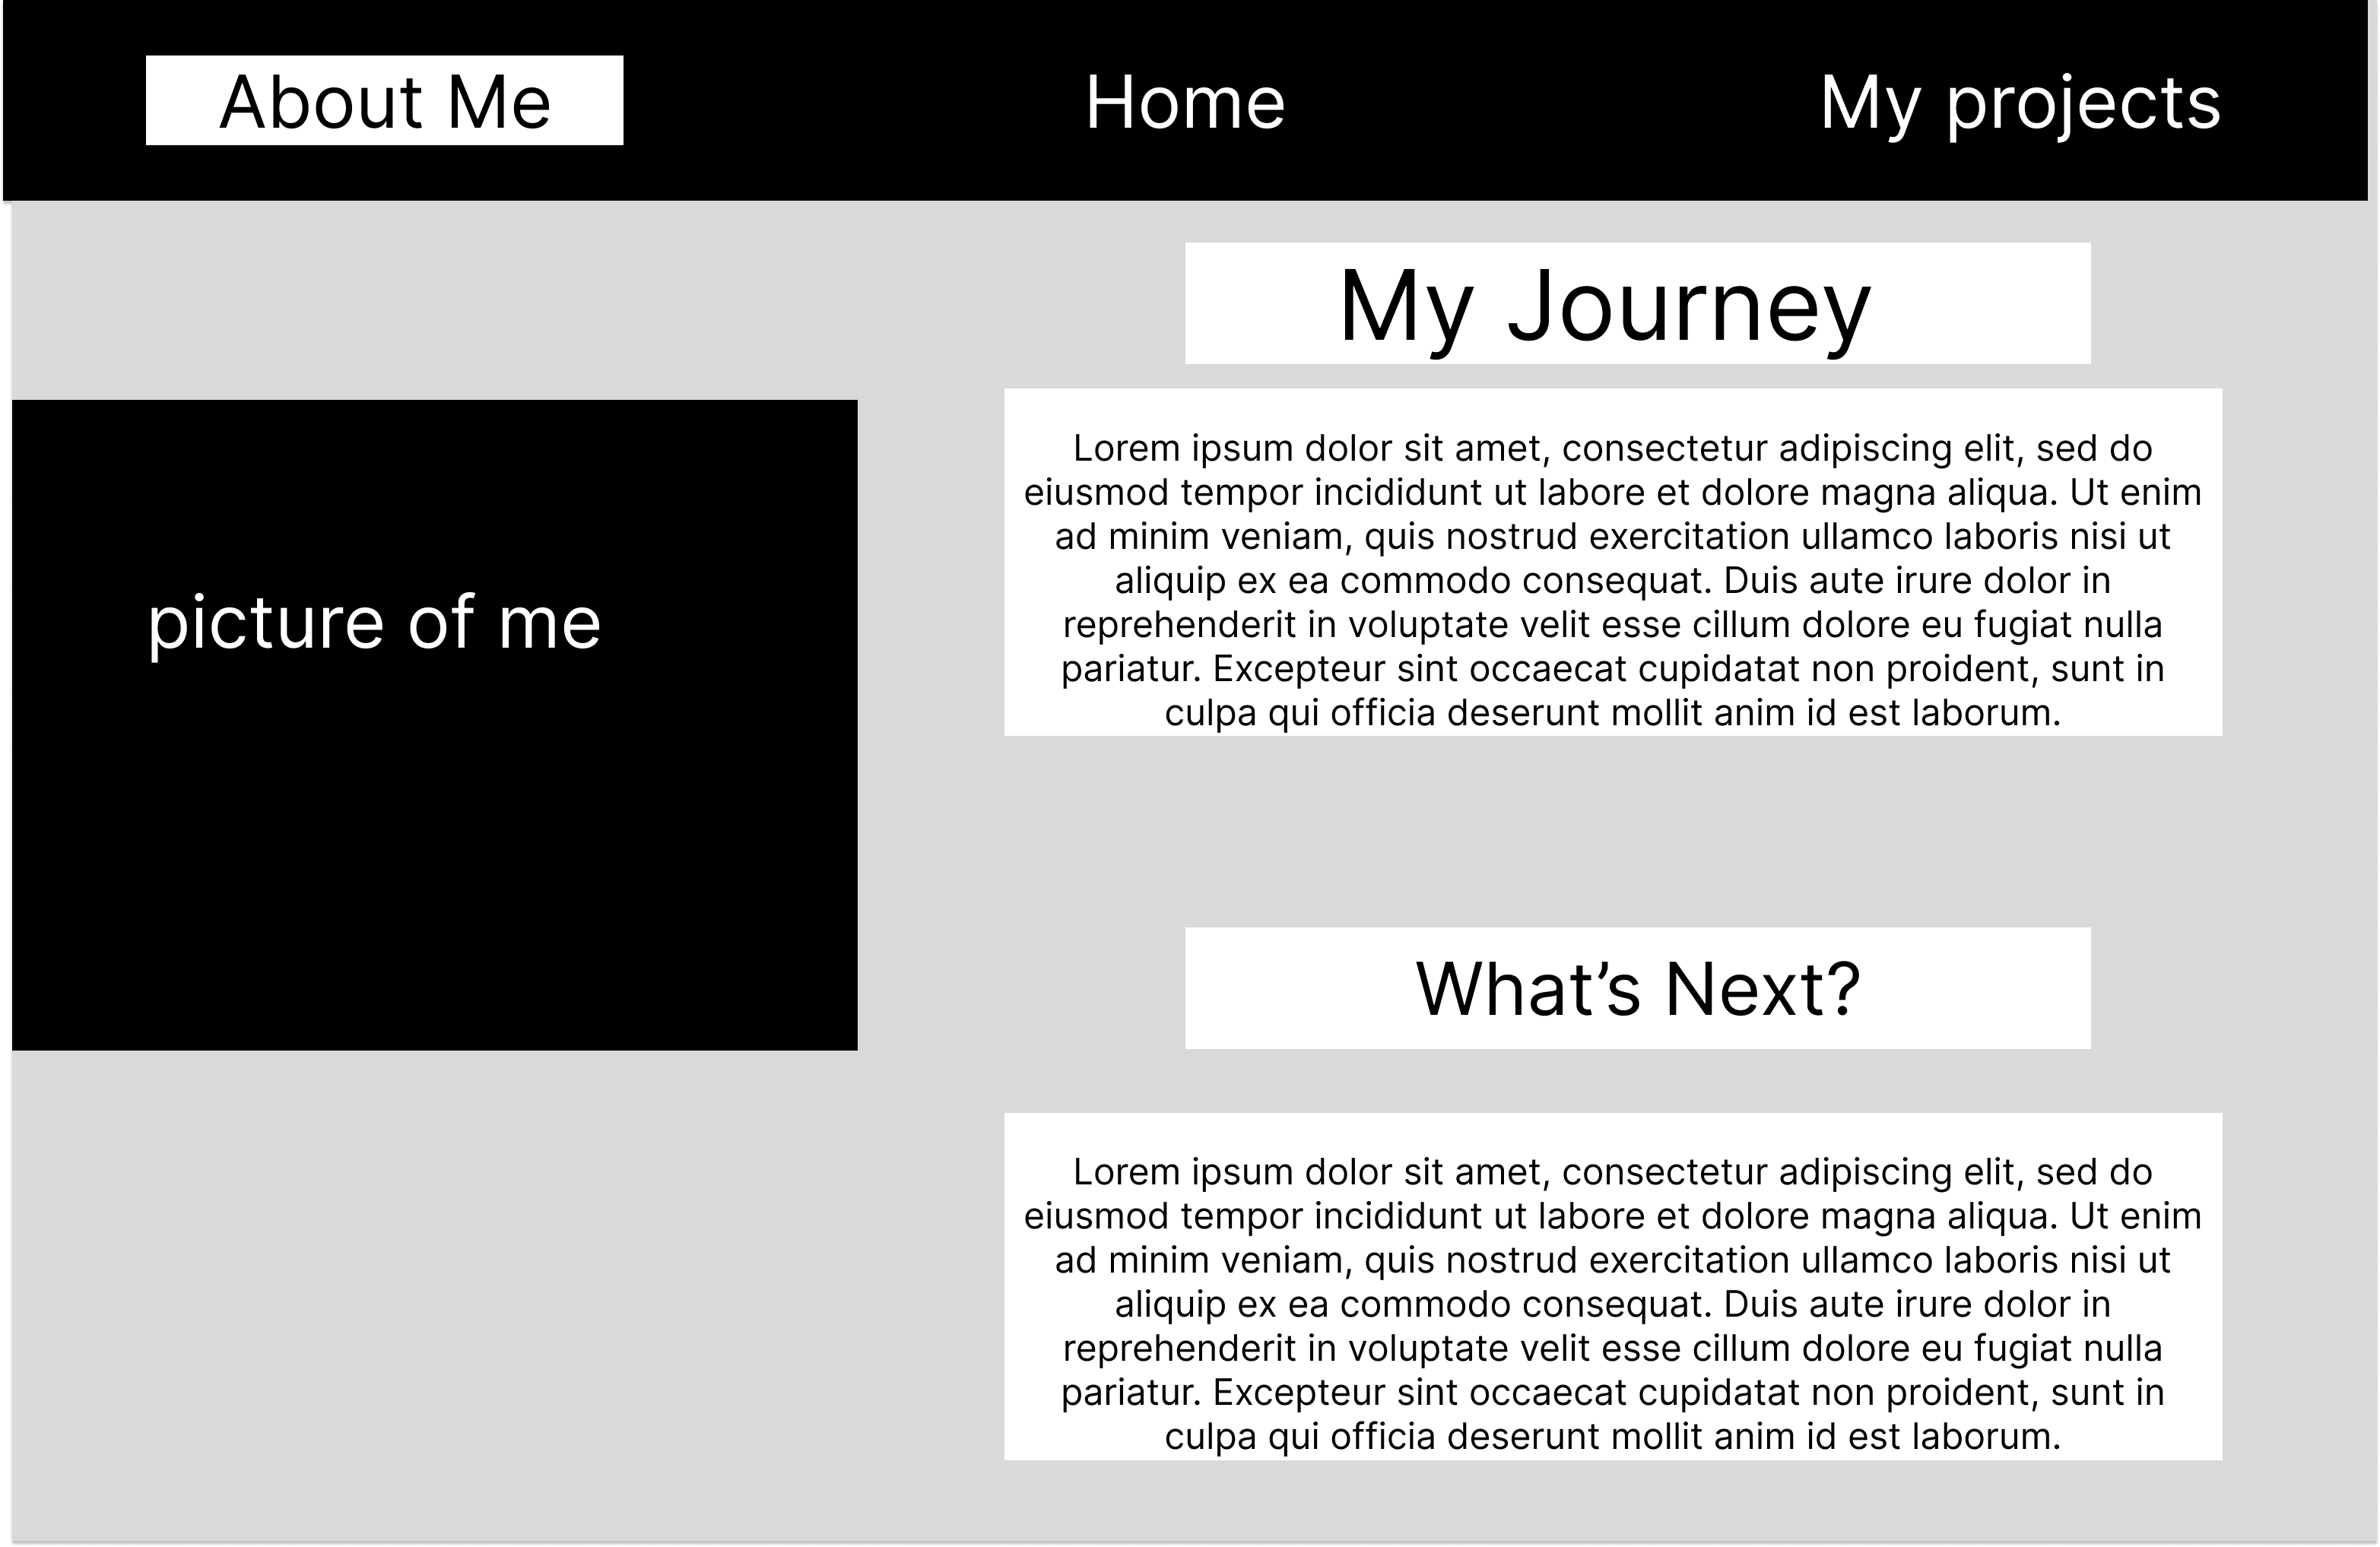 About Me
Home
My projects
My Journey
Lorem ipsum dolor sit amet, consectetur adipiscing elit, sed do
eiusmod tempor incididunt ut labore et dolore magna aliqua. Ut enim
ad minim veniam, quis nostrud exercitation ullamco laboris nisi ut
aliquip ex ea commodo consequat. Duis aute irure dolor in
reprehenderit in voluptate velit esse cillum dolore eu fugiat nulla
pariatur. Excepteur sint occaecat cupidatat non proident, sunt in
culpa qui officia deserunt mollit anim id est laborum.
picture of me
What’s Next?
Lorem ipsum dolor sit amet, consectetur adipiscing elit, sed do
eiusmod tempor incididunt ut labore et dolore magna aliqua. Ut enim
ad minim veniam, quis nostrud exercitation ullamco laboris nisi ut
aliquip ex ea commodo consequat. Duis aute irure dolor in
reprehenderit in voluptate velit esse cillum dolore eu fugiat nulla
pariatur. Excepteur sint occaecat cupidatat non proident, sunt in
culpa qui officia deserunt mollit anim id est laborum.